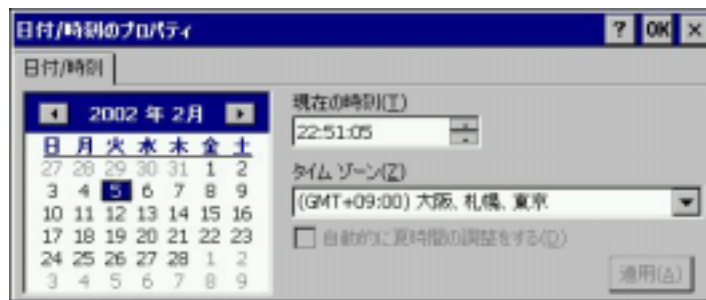 日付/時刻のプロパティ ? OK ×
日付/時刻
2002 年 2月
日 月 火 水 木 金 土
27 28 29 30 31 1 2
3 4 5 6 7 8 9
10 11 12 13 14 15 16
17 18 19 20 21 22 23
24 25 26 27 28 1 2
3 4 5 6 7 8 9
現在の時刻(T)
22:51:05
タイム ゾーン(Z)
(GMT+09:00) 大阪、札幌、東京
自動的に夏時間の調整をする(D)
適用(A)